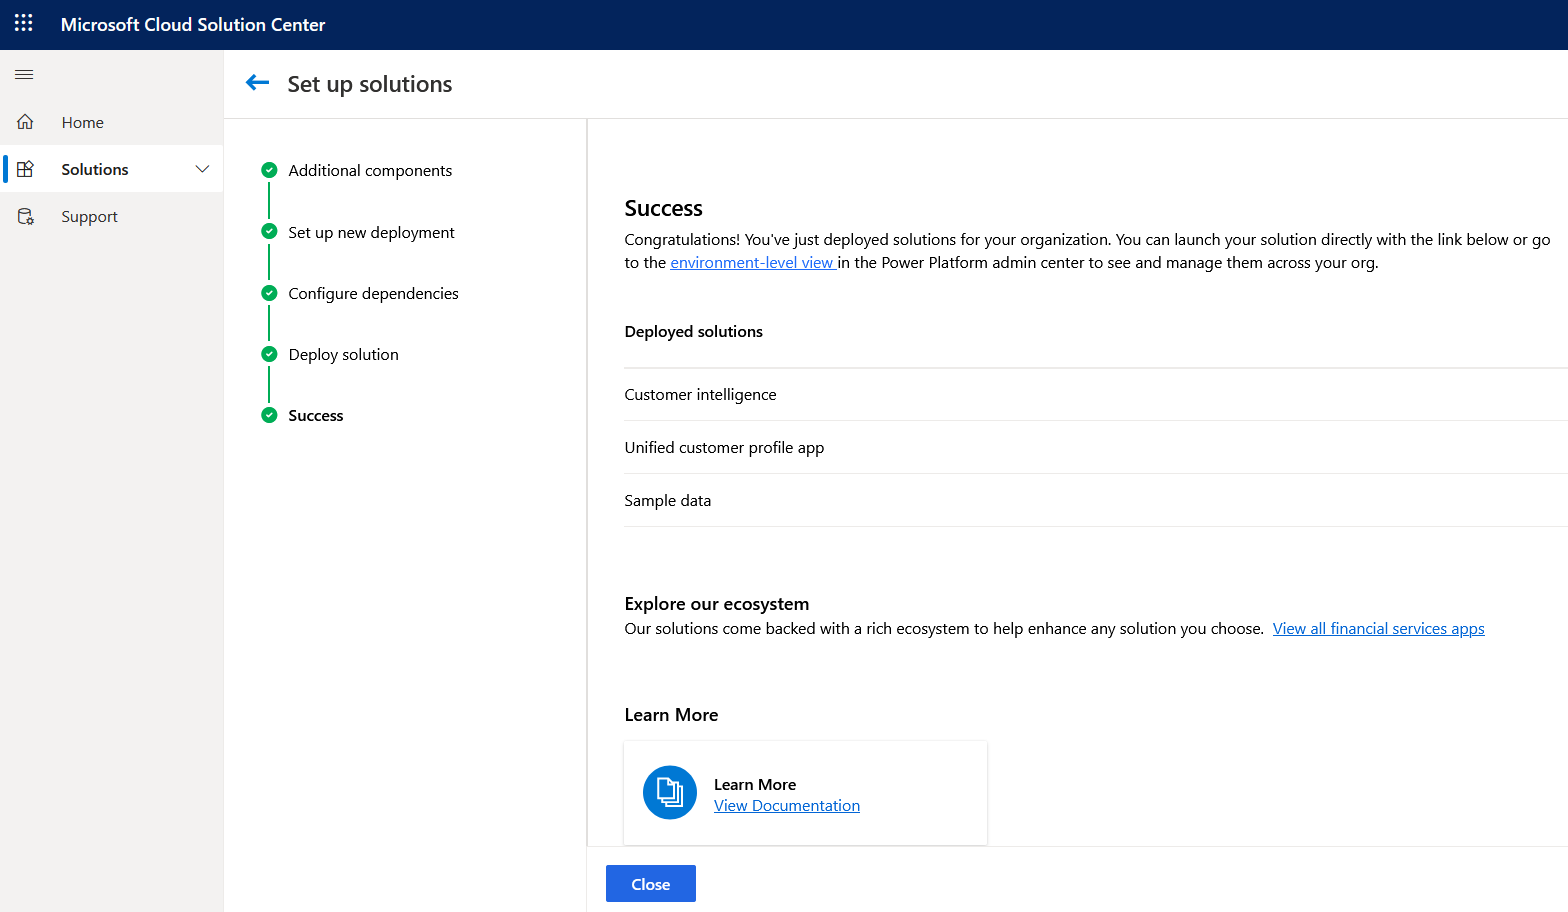 Microsoft Cloud Solution Center
Set up solutions
Home
Solutions
Support
Additional components
Set up new deployment
Configure dependencies
Deploy solution
Success
Success
Congratulations! You've just deployed solutions for your organization. You can launch your solution directly with the link below or go
to the environment-level view in the Power Platform admin center to see and manage them across your org.
Deployed solutions
Customer intelligence
Unified customer profile app
Sample data
Explore our ecosystem
Our solutions come backed with a rich ecosystem to help enhance any solution you choose. View all financial services apps
Learn More
Learn More
View Documentation
Close